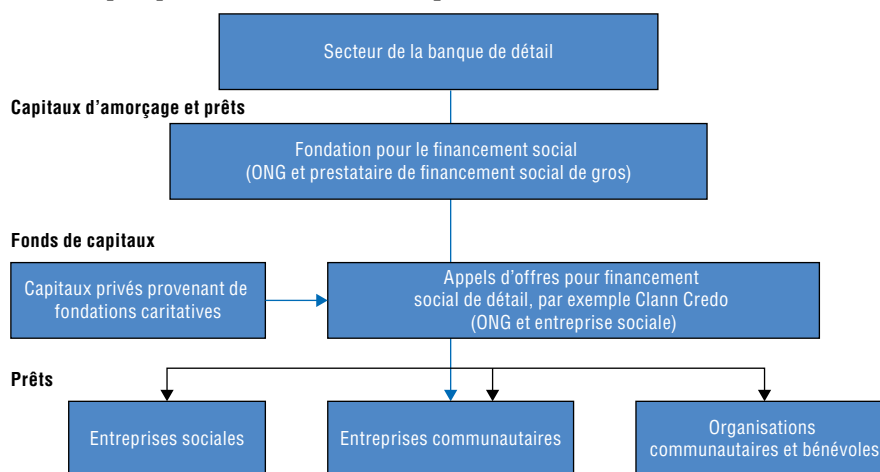 Secteur de la banque de détail
Capitaux d'amorçage et prêts
Fondation pour le financement social
(ONG et prestataire de financement social de gros)
Fonds de capitaux
Capitaux privés provenant de
fondations caritatives
Appels d'offres pour financement
social de détail, par exemple Clann Credo
(ONG et entreprise sociale)
Prêts
Entreprises sociales
Entreprises communautaires
Organisations
communautaires et bénévoles